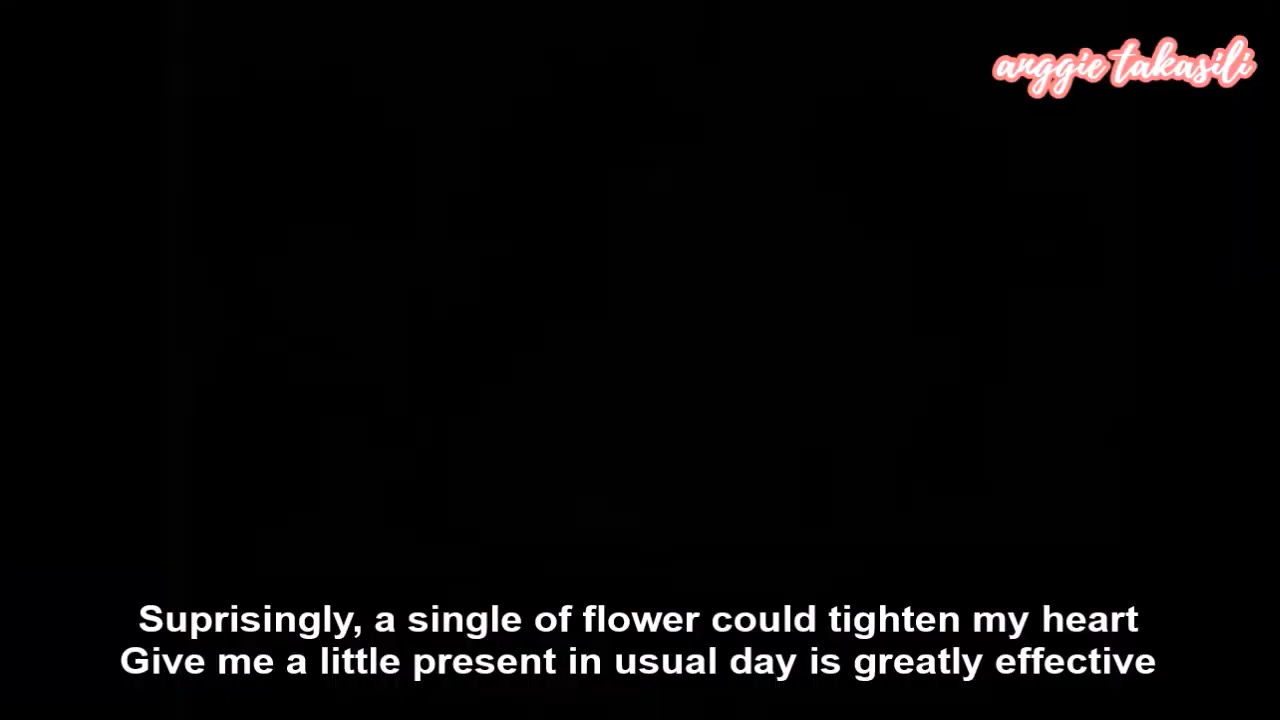 anggie takasili
Suprisingly, a single of flower could tighten my heart
Give me a little present in usual day is greatly effective